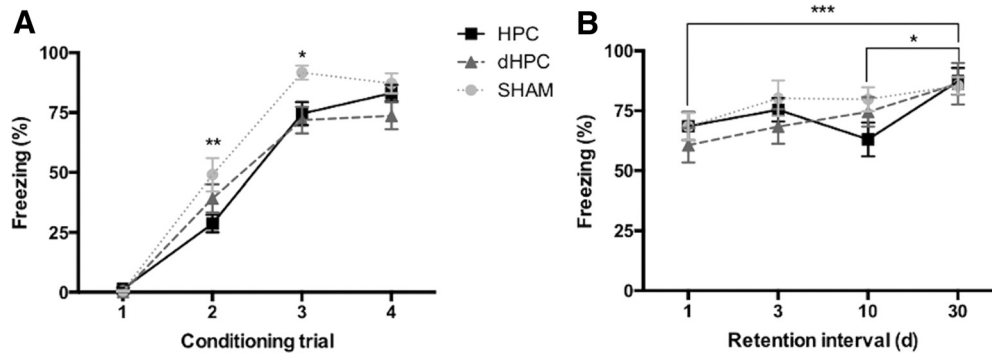 A
HPC
dHPC
SHAM
Freezing (%)
100
75
50
25
0
**
*
1 2 3 4
Conditioning trial
B
***
*
Freezing (%)
100
75
50
25
0
1 3 10 30
Retention interval (d)